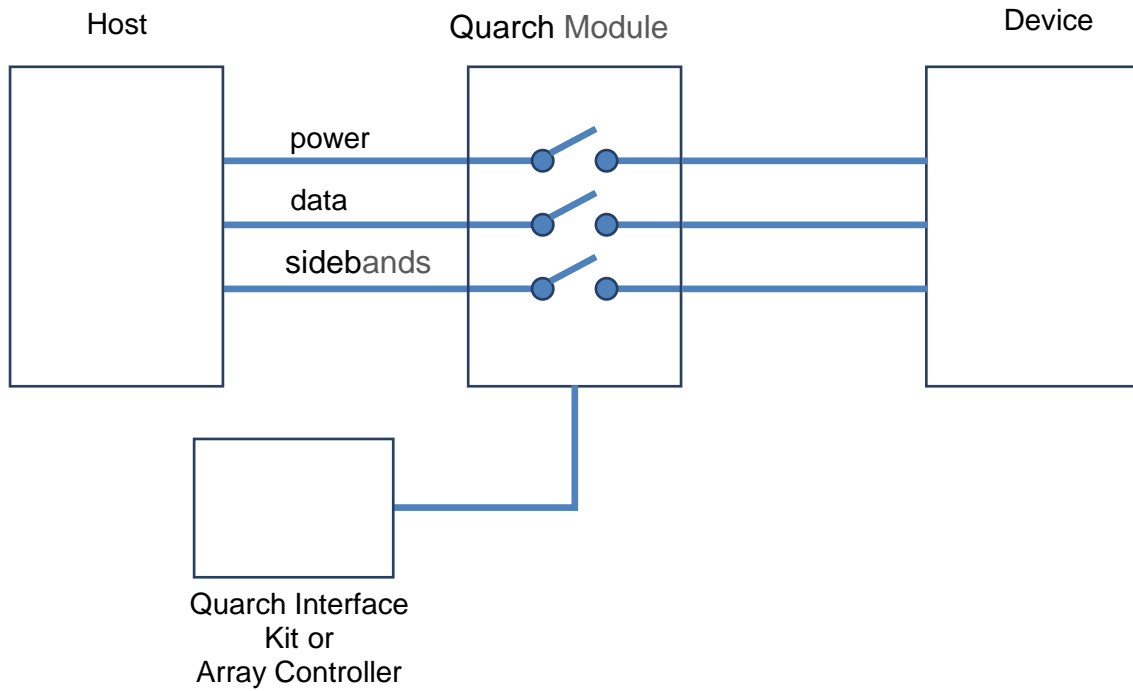 Host
Quarch Module
Device
power
data
sidebands
Quarch Interface
Kit or
Array Controller